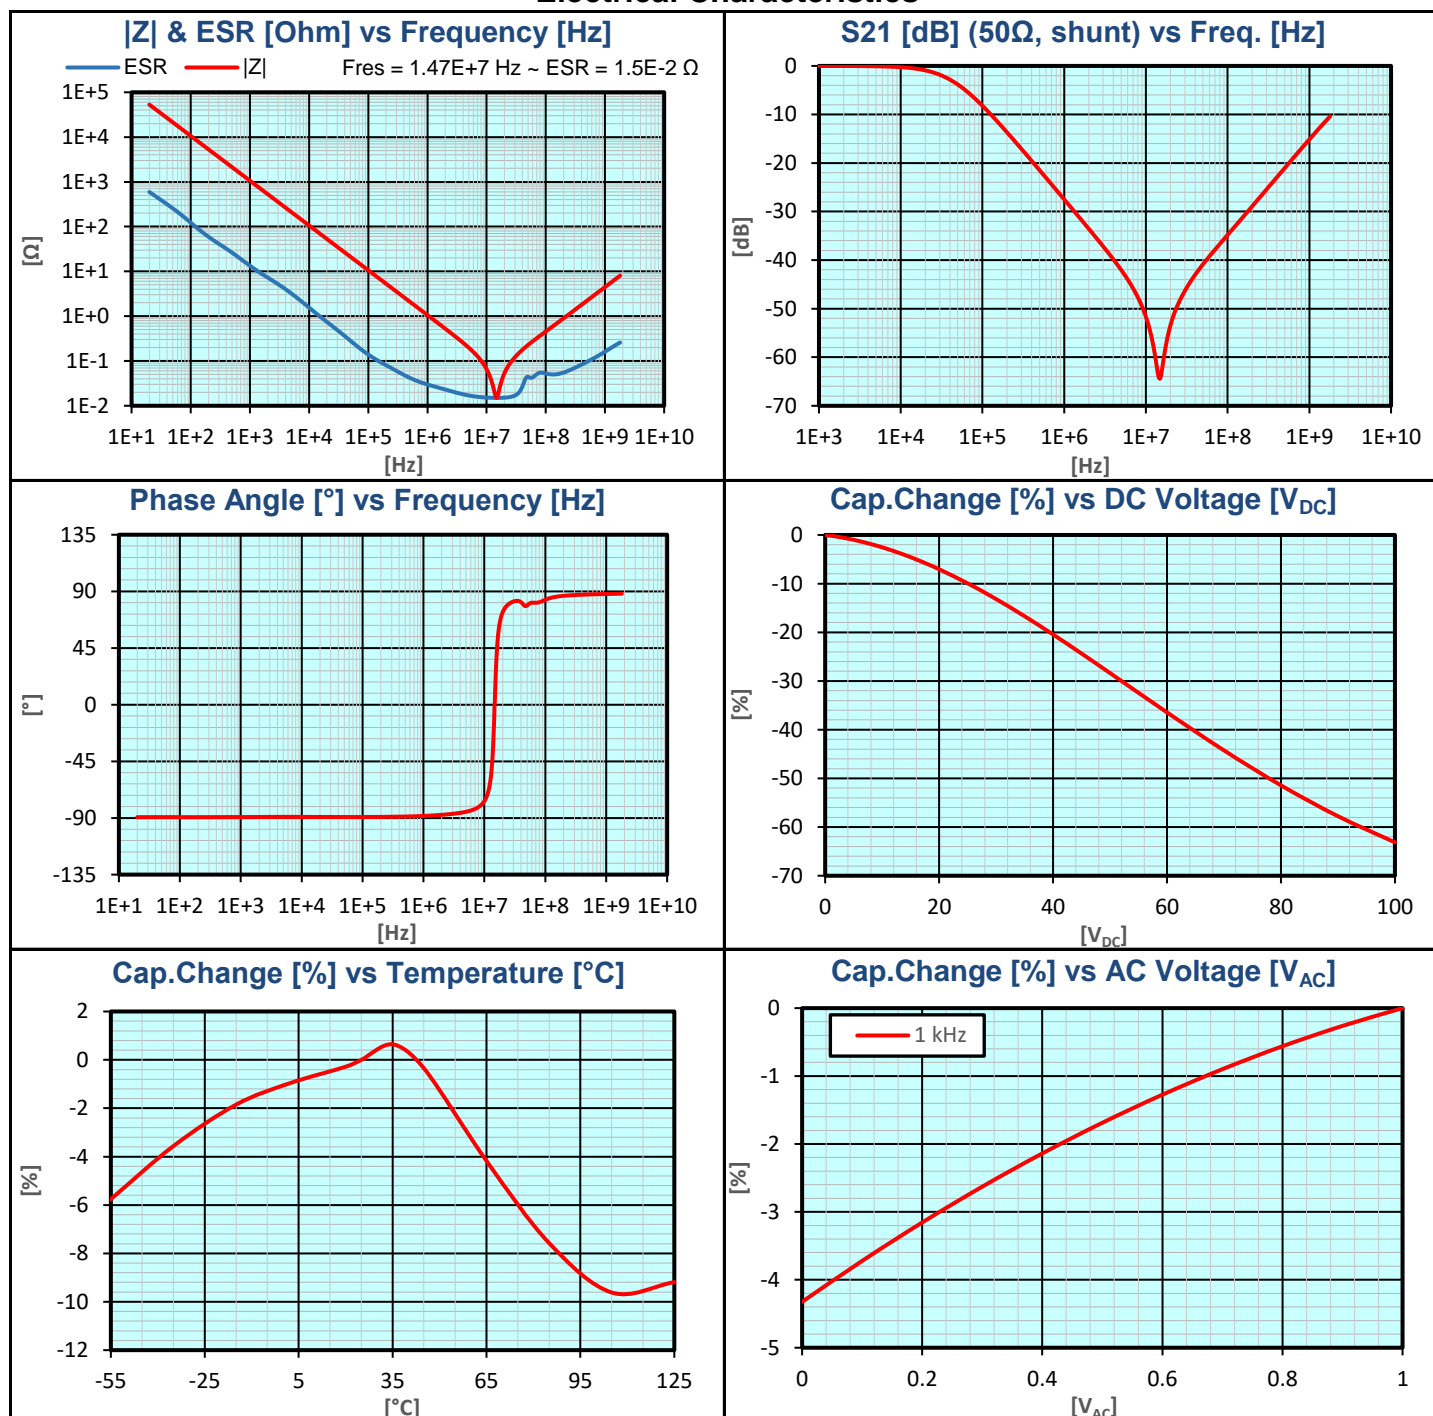 |Z| & ESR [Ohm] vs Frequency [Hz]
ESR |Z| Fres = 1.47E+7 Hz ~ ESR = 1.5E-2 Ω
1E+5
1E+4
1E+3
1E+2
1E+1
1E+0
1E-1
1E-2
[Ω]
1E+1 1E+2 1E+3 1E+4 1E+5 1E+6 1E+7 1E+8 1E+9 1E+10
[Hz]
S21 [dB] (50Ω, shunt) vs Freq. [Hz]
0
-10
-20
-30
-40
-50
-60
-70
[dB]
1E+3 1E+4 1E+5 1E+6 1E+7 1E+8 1E+9 1E+10
[Hz]
Phase Angle [°] vs Frequency [Hz]
135
90
45
0
-45
-90
-135
[°]
1E+1 1E+2 1E+3 1E+4 1E+5 1E+6 1E+7 1E+8 1E+9 1E+10
[Hz]
Cap.Change [%] vs DC Voltage [VDC]
0
-10
-20
-30
-40
-50
-60
-70
[%]
0 20 40 60 80 100
[VDC]
Cap.Change [%] vs Temperature [°C]
2
0
-2
-4
-6
-8
-10
-12
[%]
-55 -25 5 35 65 95 125
[°C]
Cap.Change [%] vs AC Voltage [VAC]
1 kHz
0
-1
-2
-3
-4
-5
[%]
0 0.2 0.4 0.6 0.8 1
[VAC]